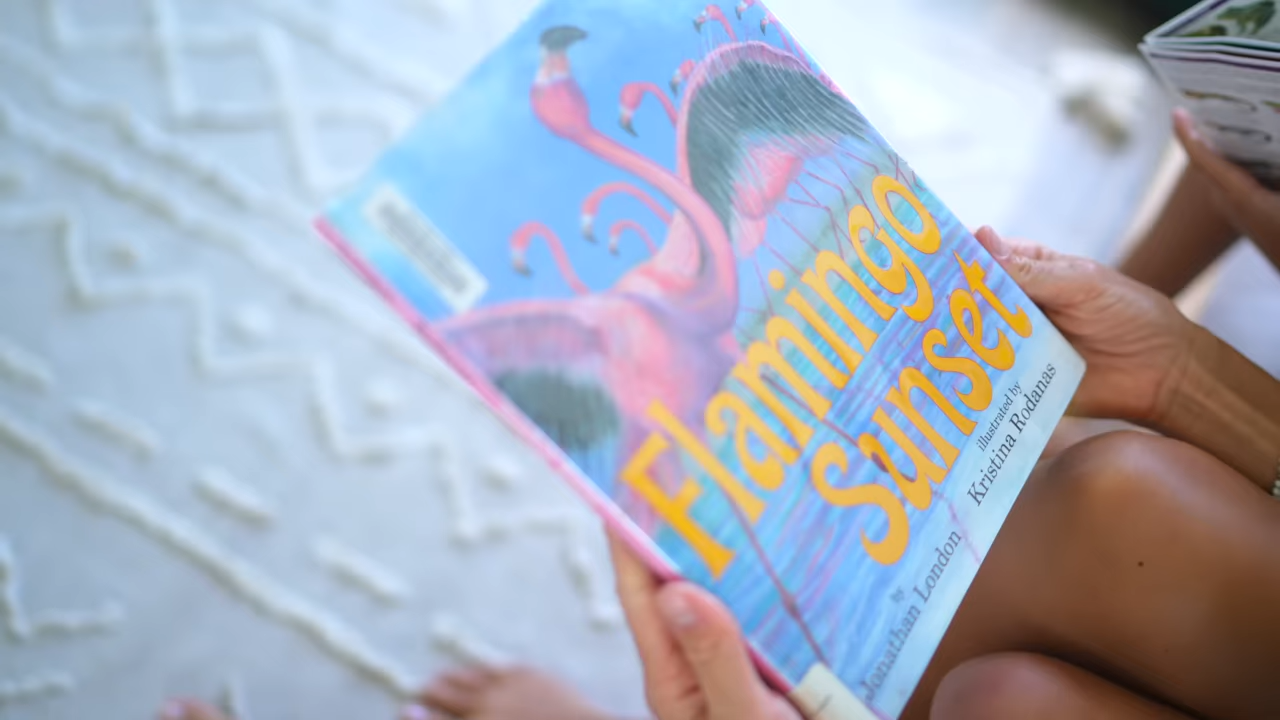 Flamingo
Sunset
illustrated by
Kristina Rodanas
by
Jonathan London